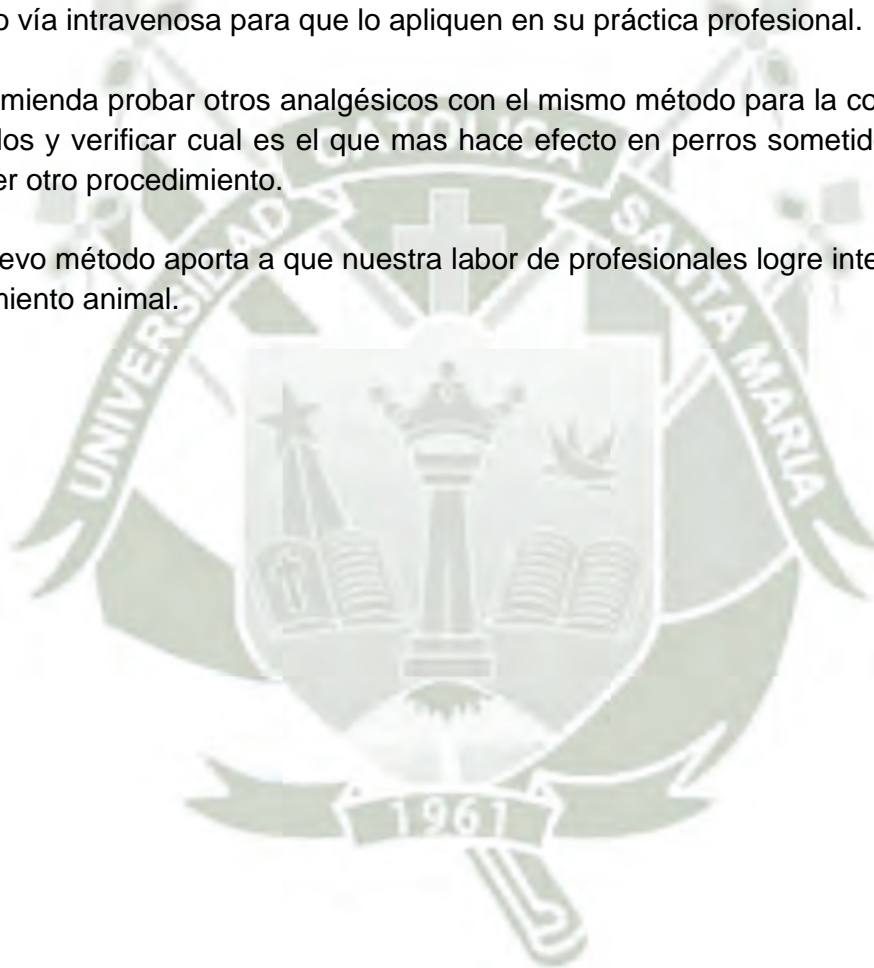 o vía intravenosa para que lo apliquen en su práctica profesional.
mienda probar otros analgésicos con el mismo método para la co
los y verificar cual es el que mas hace efecto en perros sometid
er otro procedimiento.
evo método aporta a que nuestra labor de profesionales logre inte
miento animal.
UNIVERSIDAD CATOLICA SANTA MARIA
1961